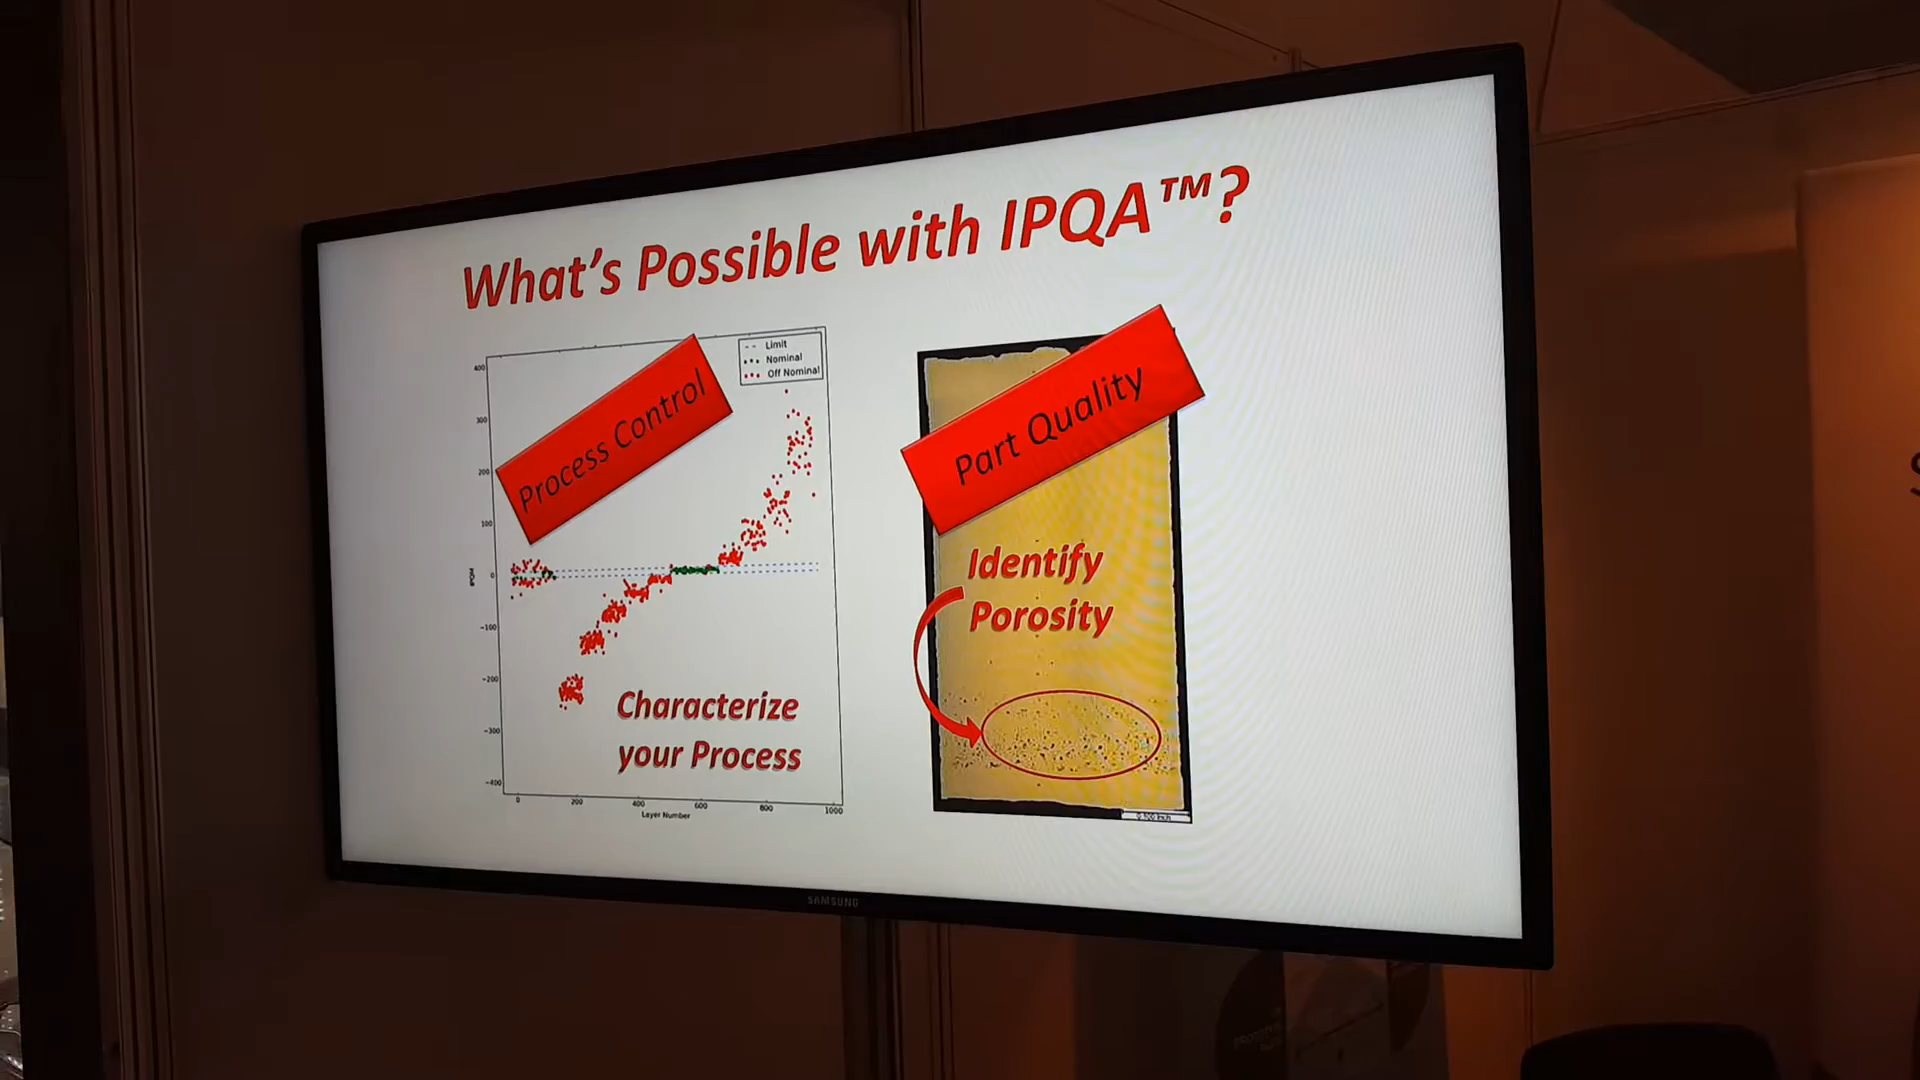 What's Possible with IPQA™?
Limit
Nominal
Off Nominal
Process Control
Part Quality
400
300
200
100
0
-100
-200
-300
-400
IPQM
Identify
Porosity
Characterize
your Process
0 200 400 600 800 1000
Layer Number
SAMSUNG